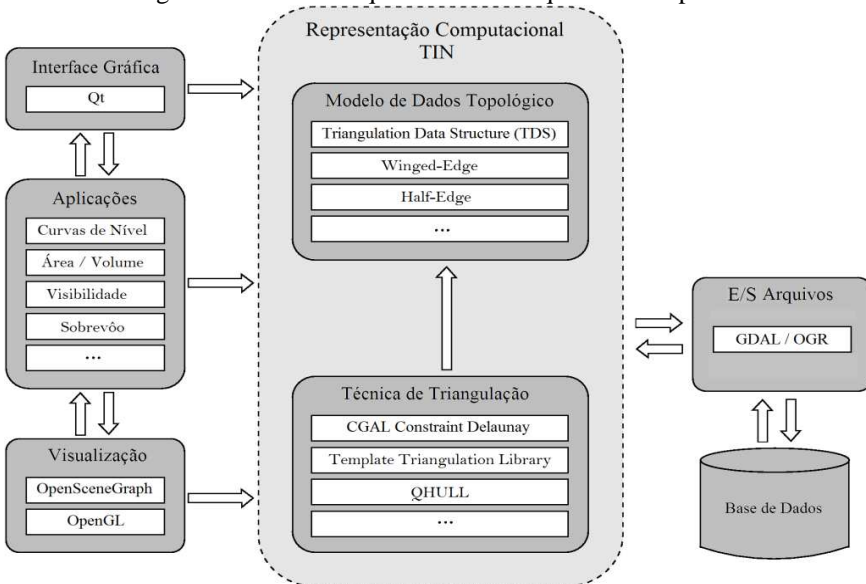 Representação Computacional
TIN
Interface Gráfica
Qt
Aplicações
Curvas de Nível
Área / Volume
Visibilidade
Sobrevôo
...
Visualização
OpenSceneGraph
OpenGL
Modelo de Dados Topológico
Triangulation Data Structure (TDS)
Winged-Edge
Half-Edge
...
Técnica de Triangulação
CGAL Constraint Delaunay
Template Triangulation Library
QHULL
...
E/S Arquivos
GDAL / OGR
Base de Dados